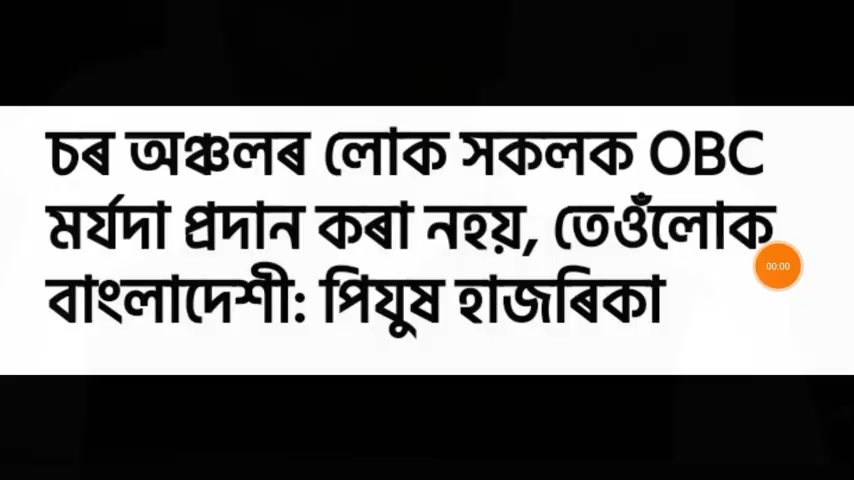 চৰ অঞ্চলৰ লোক সকলক OBC
মৰ্যদা প্ৰদান কৰা নহয়, তেওঁলোক
বাংলাদেশী: পিযুষ হাজৰিকা
00:00